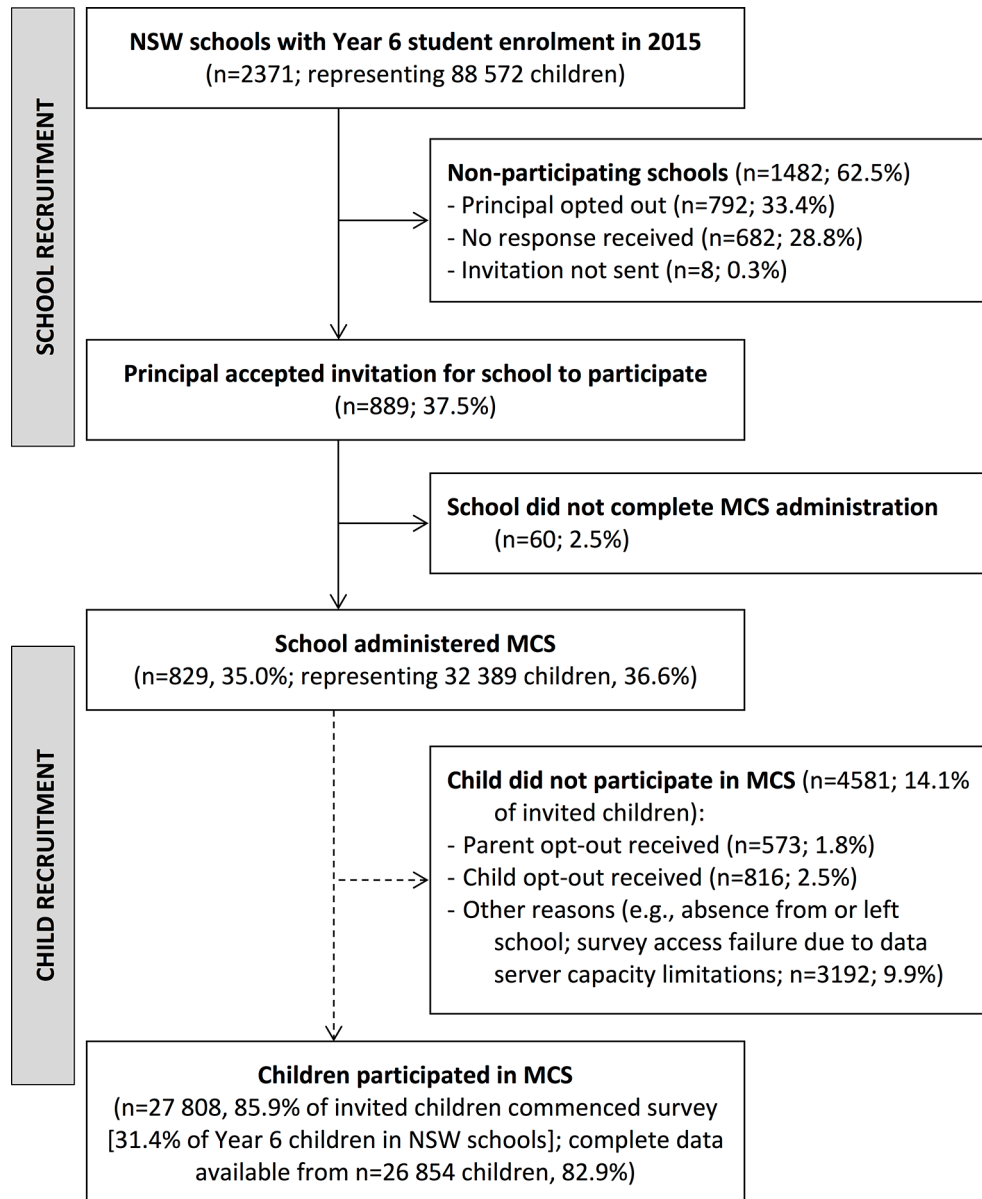 SCHOOL RECRUITMENT
NSW schools with Year 6 student enrolment in 2015
(n=2371; representing 88 572 children)
Non-participating schools (n=1482; 62.5%)
- Principal opted out (n=792; 33.4%)
- No response received (n=682; 28.8%)
- Invitation not sent (n=8; 0.3%)
Principal accepted invitation for school to participate
(n=889; 37.5%)
School did not complete MCS administration
(n=60; 2.5%)
School administered MCS
(n=829, 35.0%; representing 32 389 children, 36.6%)
CHILD RECRUITMENT
Child did not participate in MCS (n=4581; 14.1%
of invited children):
- Parent opt-out received (n=573; 1.8%)
- Child opt-out received (n=816; 2.5%)
- Other reasons (e.g., absence from or left
school; survey access failure due to data
server capacity limitations; n=3192; 9.9%)
Children participated in MCS
(n=27 808, 85.9% of invited children commenced survey
[31.4% of Year 6 children in NSW schools]; complete data
available from n=26 854 children, 82.9%)